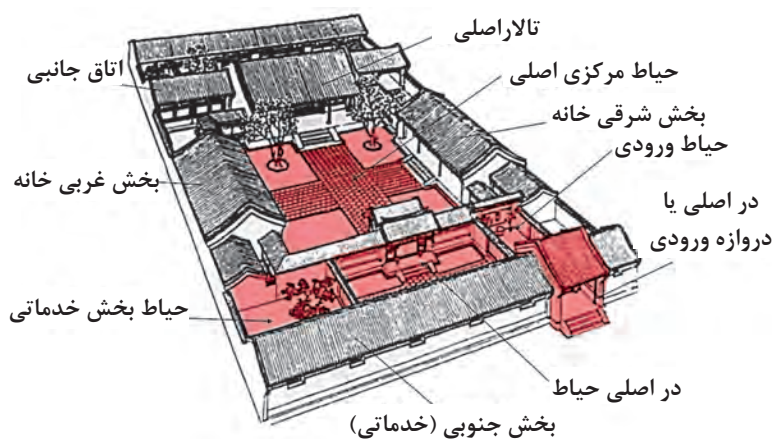 تالاراصلی
حیاط مرکزی اصلی
اتاق جانبی
بخش شرقی خانه
حیاط ورودی
بخش غربی خانه
در اصلی یا
دروازه ورودی
حیاط بخش خدماتی
در اصلی حیاط
بخش جنوبی (خدماتی)